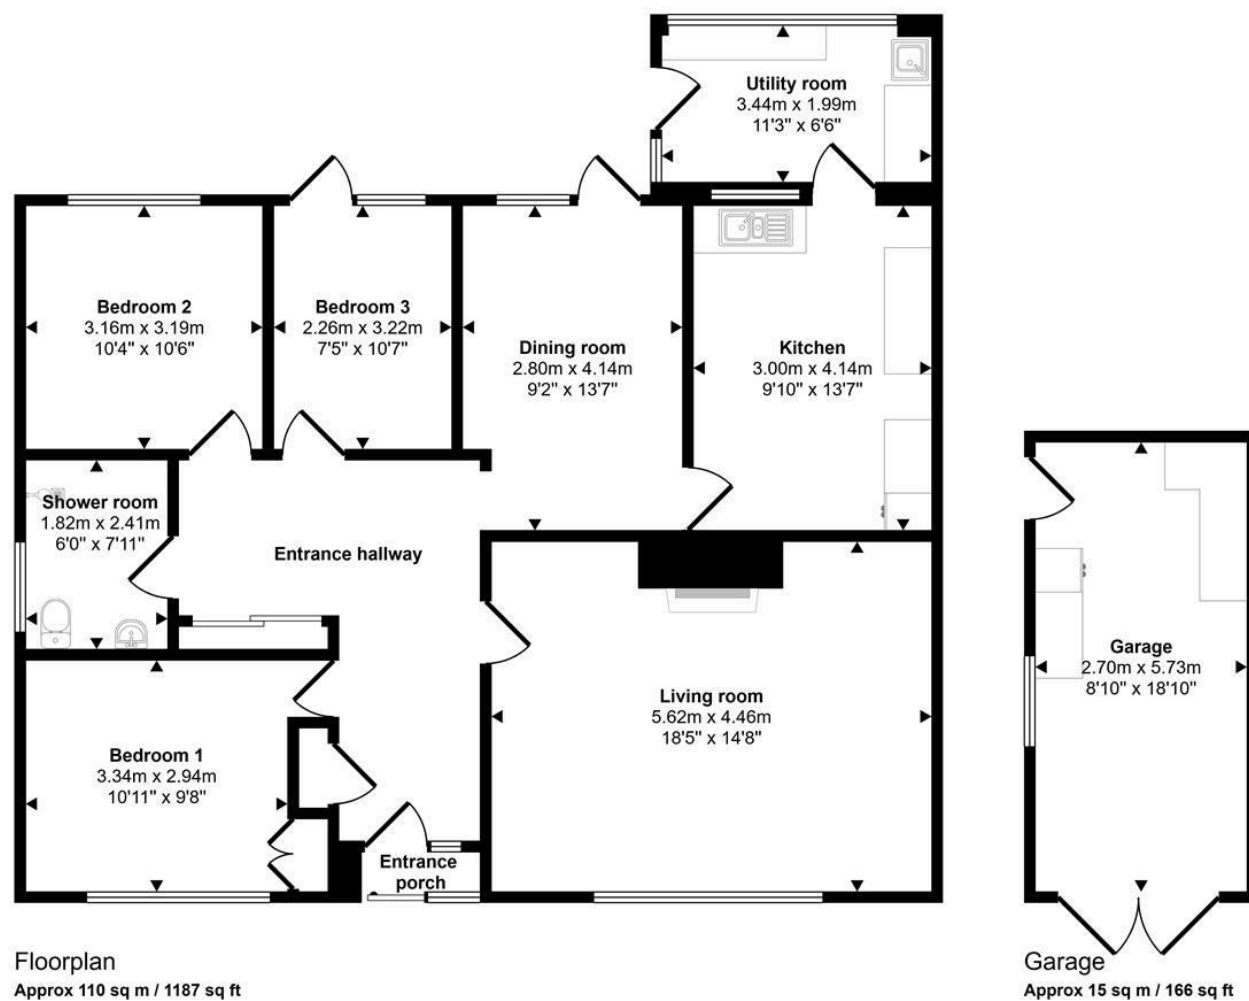 Utility room
3.44m x 1.99m
11'3" x 6'6"
Bedroom 2
3.16m x 3.19m
10'4" x 10'6"
Bedroom 3
2.26m x 3.22m
7'5" x 10'7"
Dining room
2.80m x 4.14m
9'2" x 13'7"
Kitchen
3.00m x 4.14m
9'10" x 13'7"
Shower room
1.82m x 2.41m
6'0" x 7'11"
Entrance hallway
Living room
5.62m x 4.46m
18'5" x 14'8"
Bedroom 1
3.34m x 2.94m
10'11" x 9'8"
Entrance
porch
Garage
2.70m x 5.73m
8'10" x 18'10"
Floorplan
Approx 110 sq m / 1187 sq ft
Garage
Approx 15 sq m / 166 sq ft